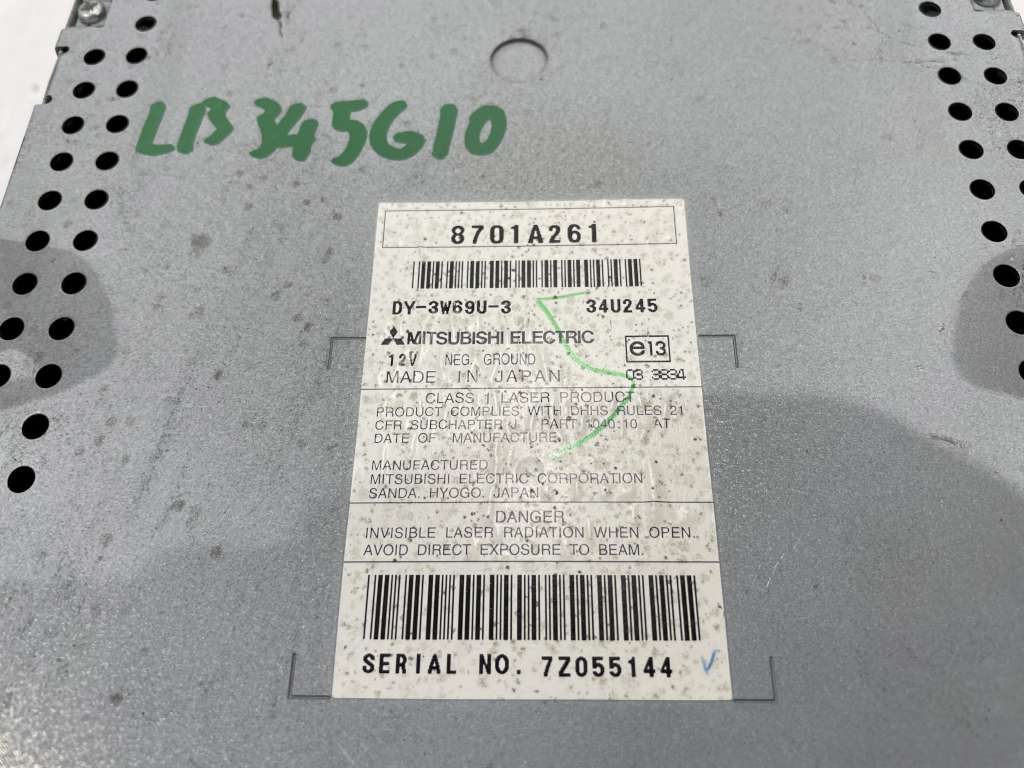 LB345G10
8701A261
DY-3W69U-3 34U245
MITSUBISHI ELECTRIC
12V NEG. GROUND e13
MADE IN JAPAN 03 3834
CLASS 1 LASER PRODUCT
PRODUCT COMPLIES WITH DHHS RULES 21
CFR SUBCHAPTER J PART 1040:10 AT
DATE OF MANUFACTURE.
MANUFACTURED
MITSUBISHI ELECTRIC CORPORATION
SANDA, HYOGO. JAPAN
DANGER
INVISIBLE LASER RADIATION WHEN OPEN.
AVOID DIRECT EXPOSURE TO BEAM.
SERIAL NO. 7Z055144